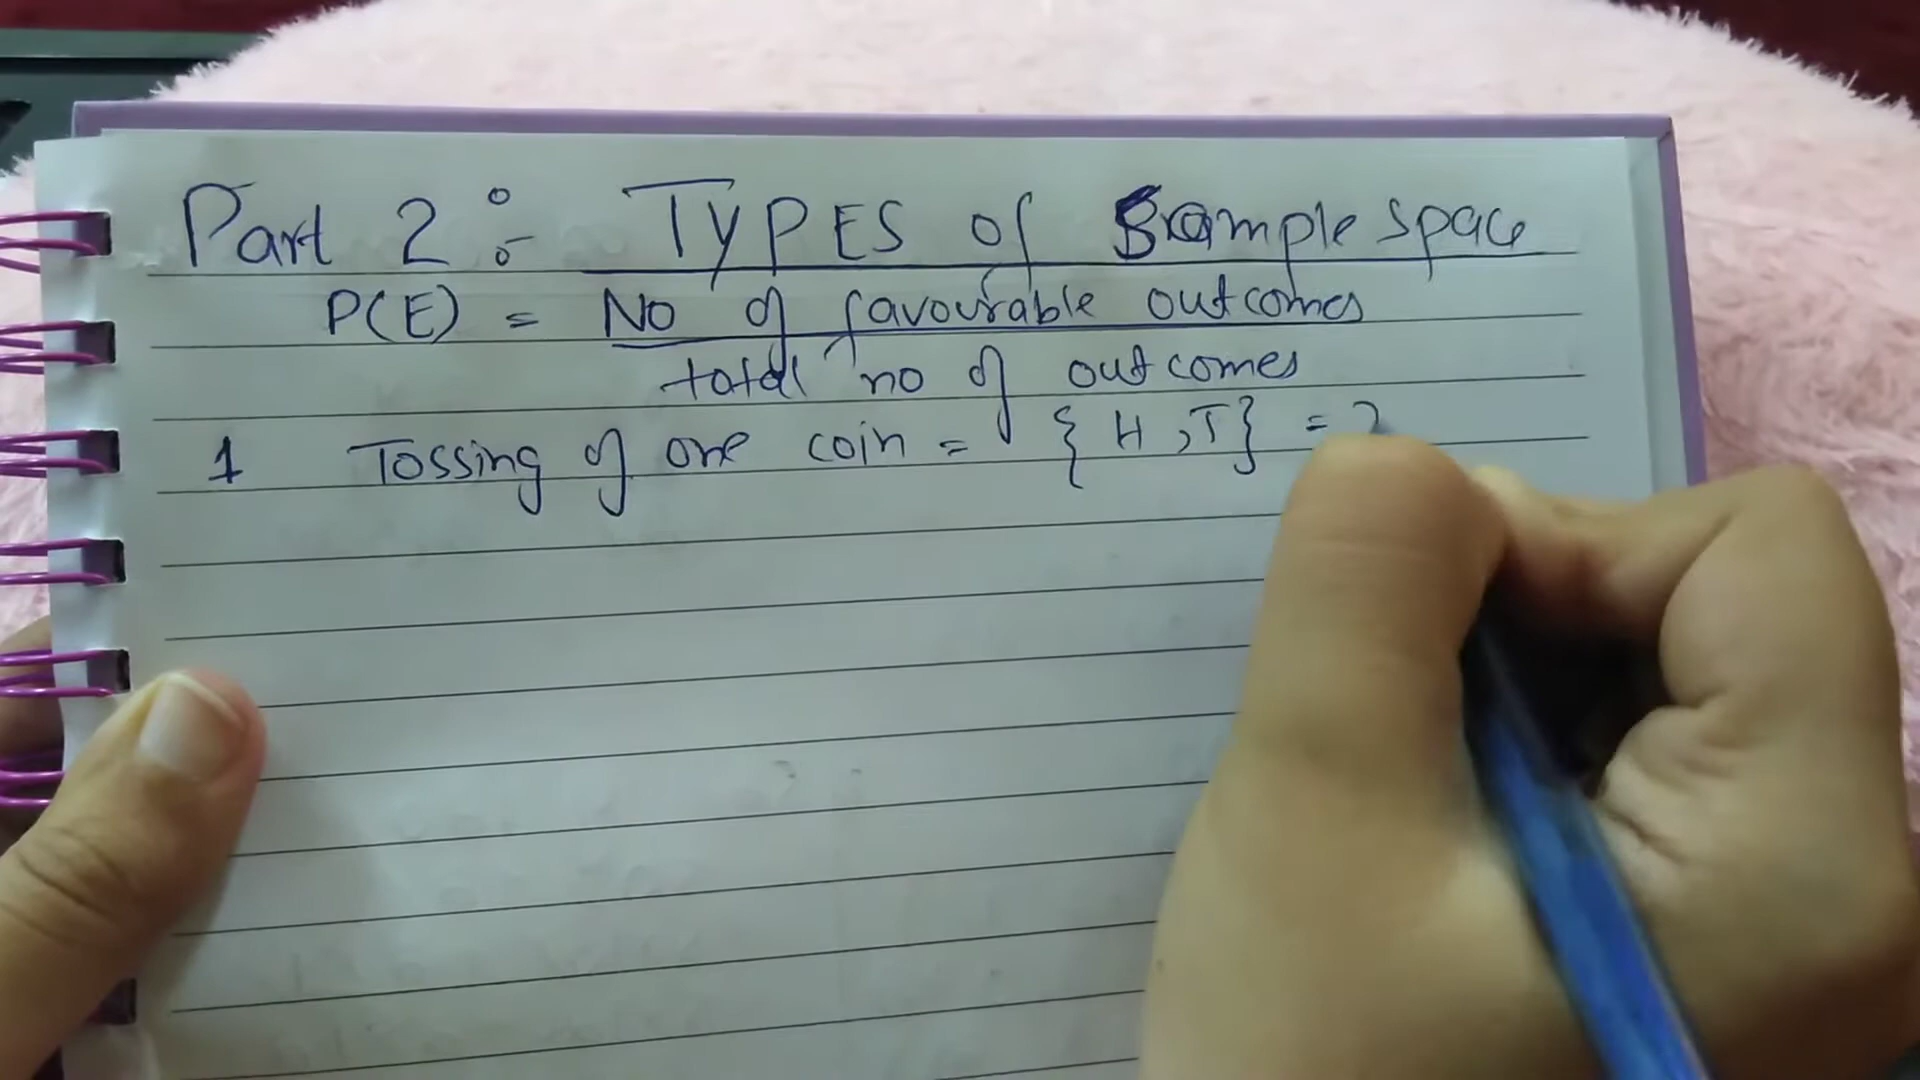 Part 2 : TYPES of Sample space
P(E) = No of favourable outcomes
total no of outcomes
1 Tossing of one coin = { H , T } = 2